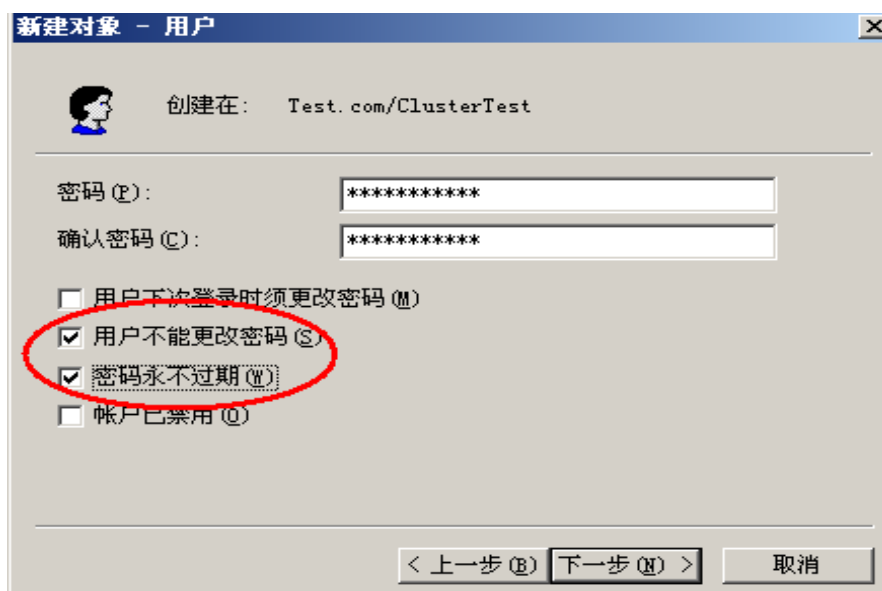 新建对象 - 用户
创建在: Test.com/ClusterTest
密码(P): ***********
确认密码(C): ***********
用户下次登录时须更改密码(M)
用户不能更改密码(S)
密码永不过期(W)
帐户已禁用(O)
< 上一步(B) 下一步(N) > 取消